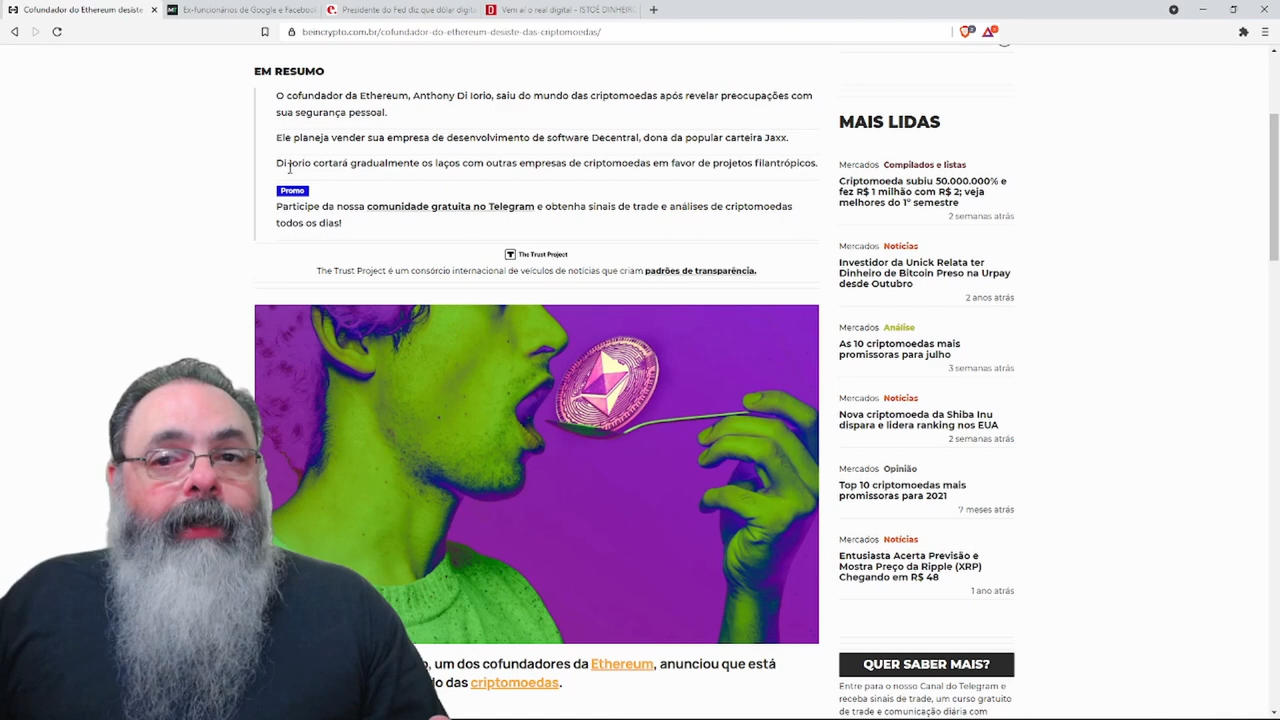 Cofundador do Ethereum desiste
Ex-funcionários de Google e Facebook
Presidente do Fed diz que dólar digital
Vem aí o real digital - ISTOÉ DINHEIRO
beincrypto.com.br/cofundador-do-ethereum-desiste-das-criptomoedas/
EM RESUMO
O cofundador da Ethereum, Anthony Di Iorio, saiu do mundo das criptomoedas após revelar preocupações com
sua segurança pessoal.
Ele planeja vender sua empresa de desenvolvimento de software Decentral, dona da popular carteira Jaxx.
Di Iorio cortará gradualmente os laços com outras empresas de criptomoedas em favor de projetos filantrópicos.
Promo
Participe da nossa comunidade gratuita no Telegram e obtenha sinais de trade e análises de criptomoedas
todos os dias!
The Trust Project
The Trust Project é um consórcio internacional de veículos de notícias que criam padrões de transparência.
, um dos cofundadores da Ethereum, anunciou que está
do das criptomoedas.
MAIS LIDAS
Mercados Compilados e listas
Criptomoeda subiu 50.000.000% e
fez R$ 1 milhão com R$ 2; veja
melhores do 1º semestre
2 semanas atrás
Mercados Notícias
Investidor da Unick Relata ter
Dinheiro de Bitcoin Preso na Urpay
desde Outubro
2 anos atrás
Mercados Análise
As 10 criptomoedas mais
promissoras para julho
3 semanas atrás
Mercados Notícias
Nova criptomoeda da Shiba Inu
dispara e lidera ranking nos EUA
2 semanas atrás
Mercados Opinião
Top 10 criptomoedas mais
promissoras para 2021
7 meses atrás
Mercados Notícias
Entusiasta Acerta Previsão e
Mostra Preço da Ripple (XRP)
Chegando em R$ 48
1 ano atrás
QUER SABER MAIS?
Entre para o nosso Canal do Telegram e
receba sinais de trade, um curso gratuito
de trade e comunicação diária com